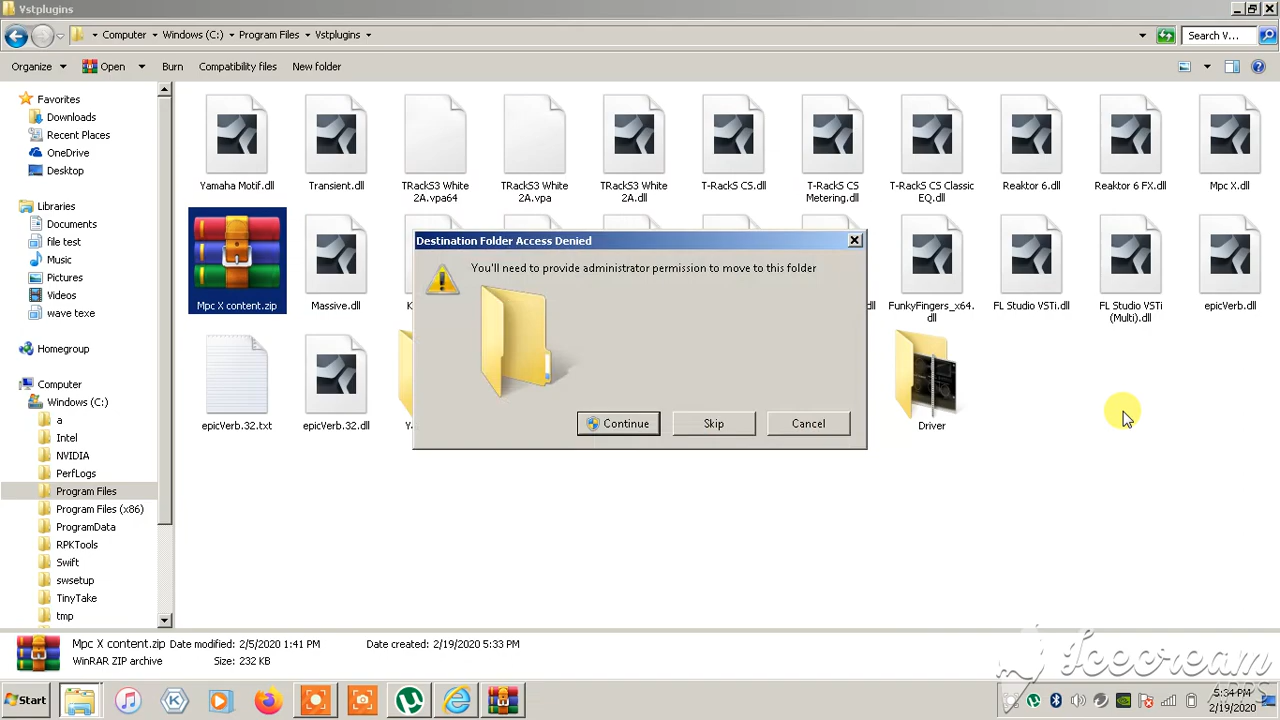 Vstplugins
Computer Windows (C:) Program Files Vstplugins
Search V...
Organize Open Burn Compatibility files New folder
Favorites
Downloads
Recent Places
OneDrive
Desktop
Libraries
Documents
file test
Music
Pictures
Videos
wave texe
Homegroup
Computer
Windows (C:)
a
Intel
NVIDIA
PerfLogs
Program Files
Program Files (x86)
ProgramData
RPKTools
Swift
swsetup
TinyTake
tmp
Yamaha Motif.dll
Transient.dll
TRackS3 White
2A.vpa64
TRackS3 White
2A.vpa
TRackS3 White
2A.dll
T-RackS CS.dll
T-RackS CS
Metering.dll
T-RackS CS Classic
EQ.dll
Reaktor 6.dll
Reaktor 6 FX.dll
Mpc X.dll
Mpc X content.zip
Massive.dll
K
dll
FunkyFingers_x64.
dll
FL Studio VSTi.dll
FL Studio VSTi
(Multi).dll
epicVerb.dll
epicVerb.32.txt
epicVerb.32.dll
Y
Driver
Destination Folder Access Denied
You'll need to provide administrator permission to move to this folder
Continue
Skip
Cancel
Mpc X content.zip Date modified: 2/5/2020 1:41 PM Date created: 2/19/2020 5:33 PM
WinRAR ZIP archive Size: 232 KB
Icecream
Start
5:34 PM
2/19/2020